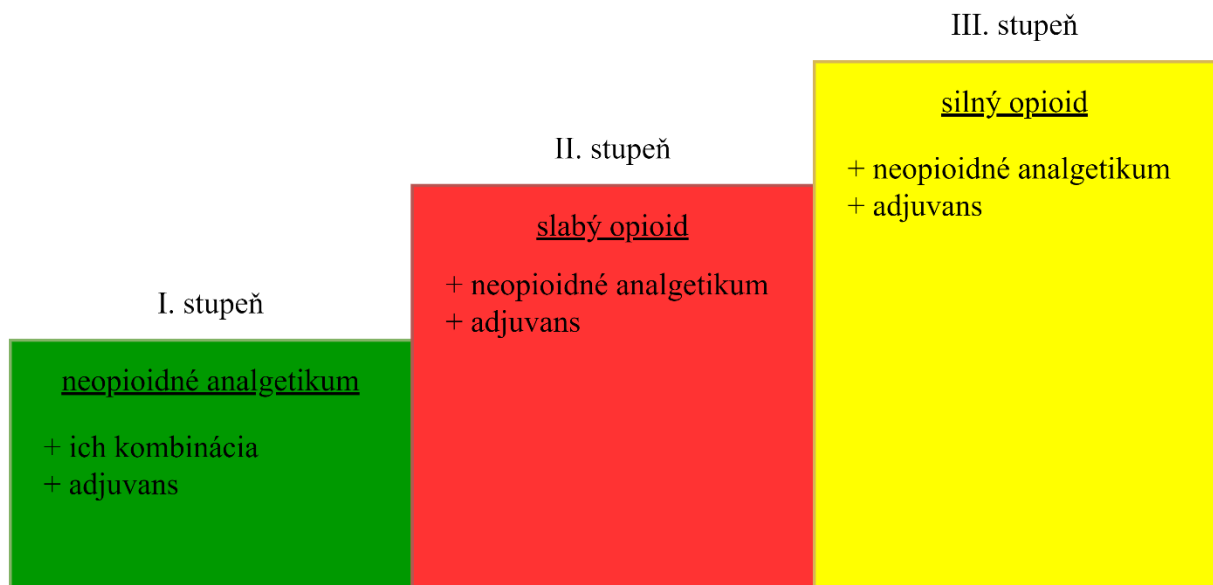 I. stupeň
neopioidné analgetikum
+ ich kombinácia
+ adjuvans
II. stupeň
slabý opioid
+ neopioidné analgetikum
+ adjuvans
III. stupeň
silný opioid
+ neopioidné analgetikum
+ adjuvans